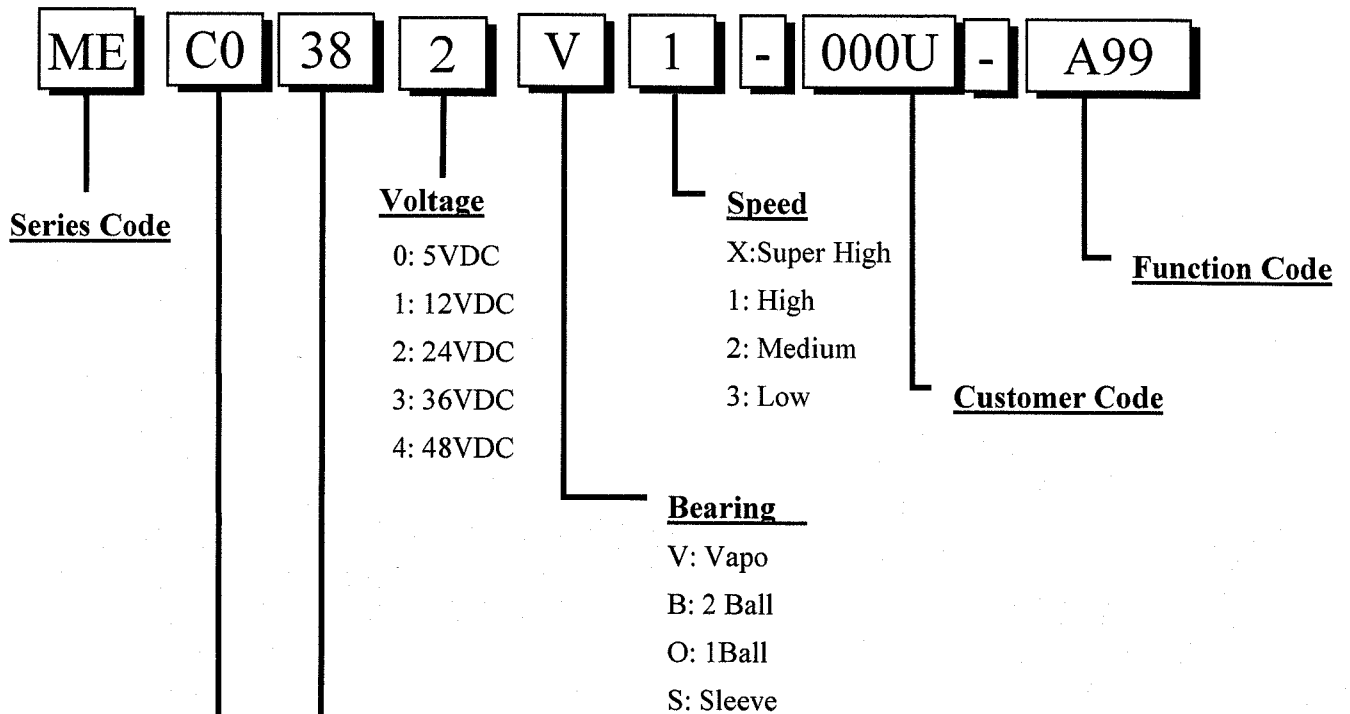 ME C0 38 2 V 1 - 000U - A99
Series Code
Voltage
0: 5VDC
1: 12VDC
2: 24VDC
3: 36VDC
4: 48VDC
Speed
X:Super High
1: High
2: Medium
3: Low
Function Code
Customer Code
Bearing
V: Vapo
B: 2 Ball
O: 1Ball
S: Sleeve